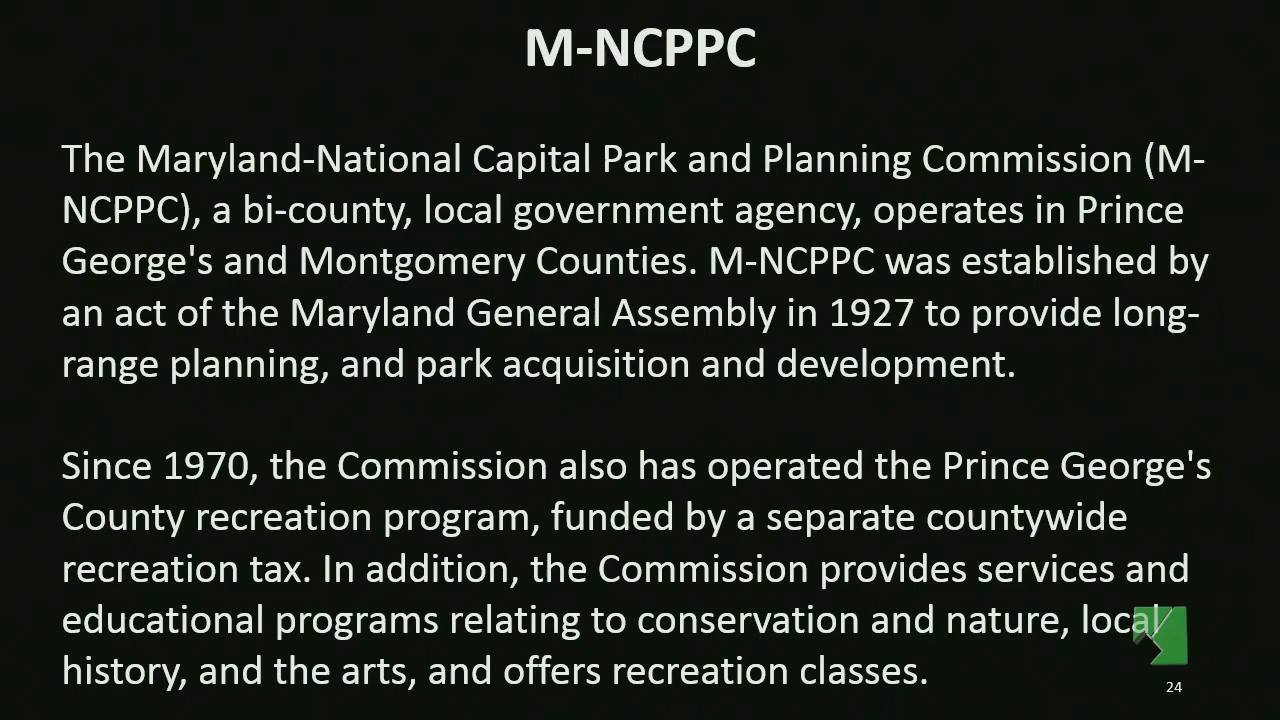 M-NCPPC
The Maryland-National Capital Park and Planning Commission (M-
NCPPC), a bi-county, local government agency, operates in Prince
George's and Montgomery Counties. M-NCPPC was established by
an act of the Maryland General Assembly in 1927 to provide long-
range planning, and park acquisition and development.
Since 1970, the Commission also has operated the Prince George's
County recreation program, funded by a separate countywide
recreation tax. In addition, the Commission provides services and
educational programs relating to conservation and nature, local
history, and the arts, and offers recreation classes.
24